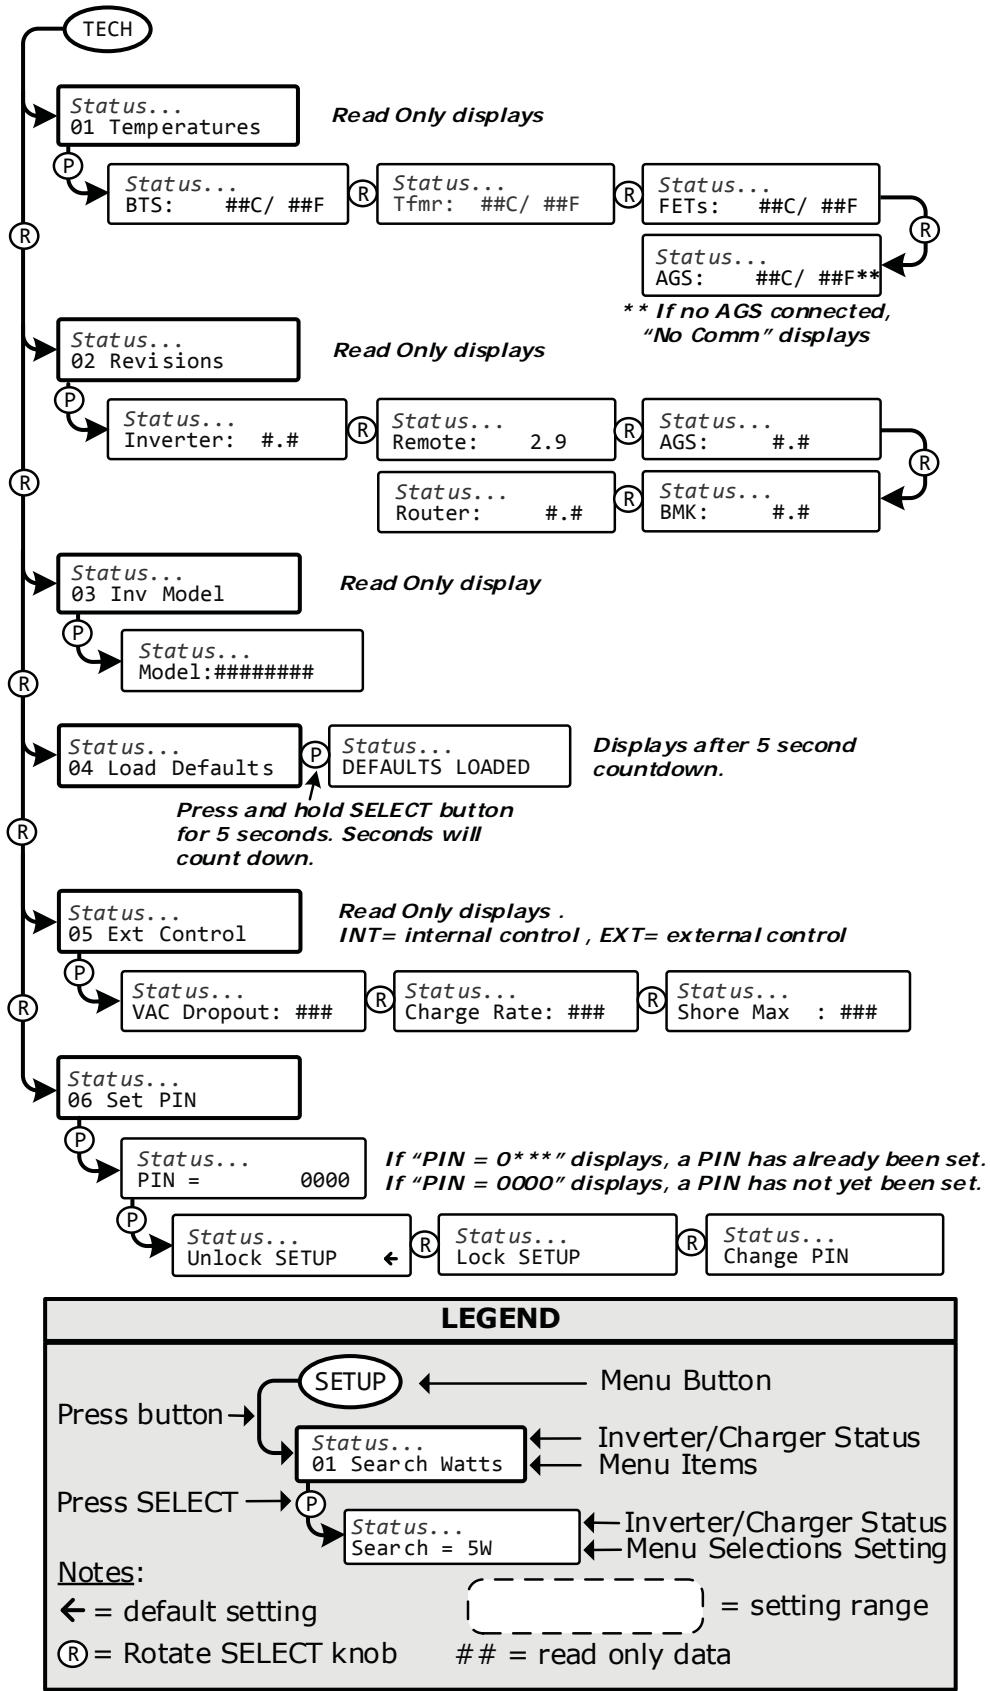 TECH
Status...
01 Temperatures
Read Only displays
P
Status...
BTS: ##C/ ##F
R
Status...
Tfmr: ##C/ ##F
R
Status...
FETs: ##C/ ##F
R
R
Status...
AGS: ##C/ ##F**
** If no AGS connected,
“No Comm” displays
Status...
02 Revisions
Read Only displays
P
Status...
Inverter: #.#
R
Status...
Remote: 2.9
R
Status...
AGS: #.#
R
R
Status...
Router: #.#
R
Status...
BMK: #.#
Status...
03 Inv Model
Read Only display
P
Status...
Model:########
R
Status...
04 Load Defaults
P
Status...
DEFAULTS LOADED
Displays after 5 second
countdown.
Press and hold SELECT button
for 5 seconds. Seconds will
count down.
R
Status...
05 Ext Control
Read Only displays .
INT= internal control , EXT= external control
P
Status...
VAC Dropout: ###
R
Status...
Charge Rate: ###
R
Status...
Shore Max : ###
R
Status...
06 Set PIN
P
Status...
PIN = 0000
If “PIN = 0***” displays, a PIN has already been set.
If “PIN = 0000” displays, a PIN has not yet been set.
P
Status...
Unlock SETUP ←
R
Status...
Lock SETUP
R
Status...
Change PIN
LEGEND
SETUP
Menu Button
Press button
Status...
01 Search Watts
Inverter/Charger Status
Menu Items
Press SELECT
P
Status...
Search = 5W
Inverter/Charger Status
Menu Selections Setting
Notes:
← = default setting
= setting range
R = Rotate SELECT knob
## = read only data